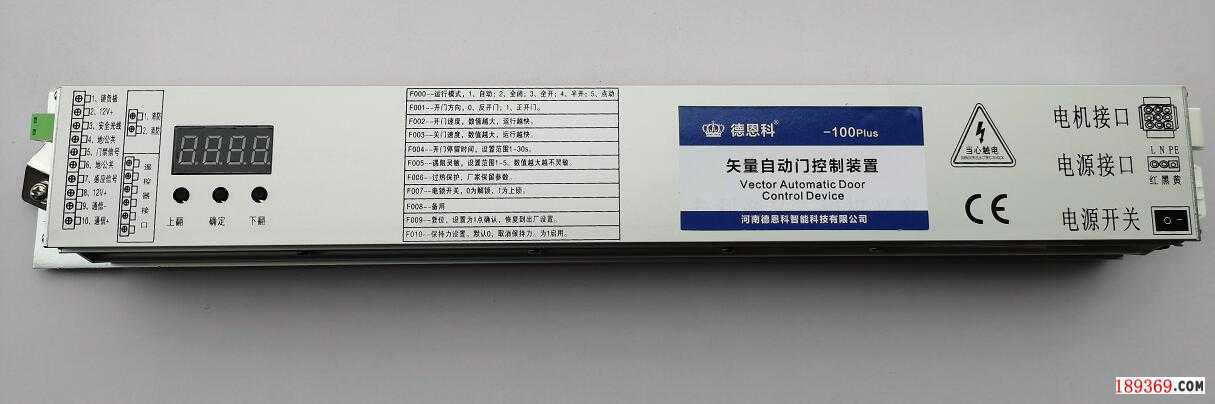 1、锁负极
2、12V+
3、安全光线
4、地/公共
5、门禁信号
6、地/公共
7、感应信号
8、12V+
9、通信-
10、通信+
1、消防
2、消防
遥
控
器
接
口
8.8.8.8.
上翻 确定 下翻
F000--运行模式，1、自动；2、全闭；3、全开；4、半开；5、点动
F001--开门方向，0、反开门；1、正开门。
F002--开门速度，数值越大，运行越快。
F003--关门速度，数值越大，运行越快。
F004--开门停留时间，设置范围1-30s。
F005--遇阻灵敏，设置范围1-5。数值越大越不灵敏。
F006--过热保护，厂家保留参数。
F007--电锁开关，0为解锁，1为上锁。
F008--备用
F009--复位，设置为1点确认，恢复到出厂设置。
F010--保持力设置，默认0，取消保持力，为1启用。
德恩科® -100Plus
矢量自动门控制装置
Vector Automatic Door
Control Device
河南德恩科智能科技有限公司
当心触电
CE
电机接口
L N PE
电源接口
红 黑 黄
电源开关
189369.COM